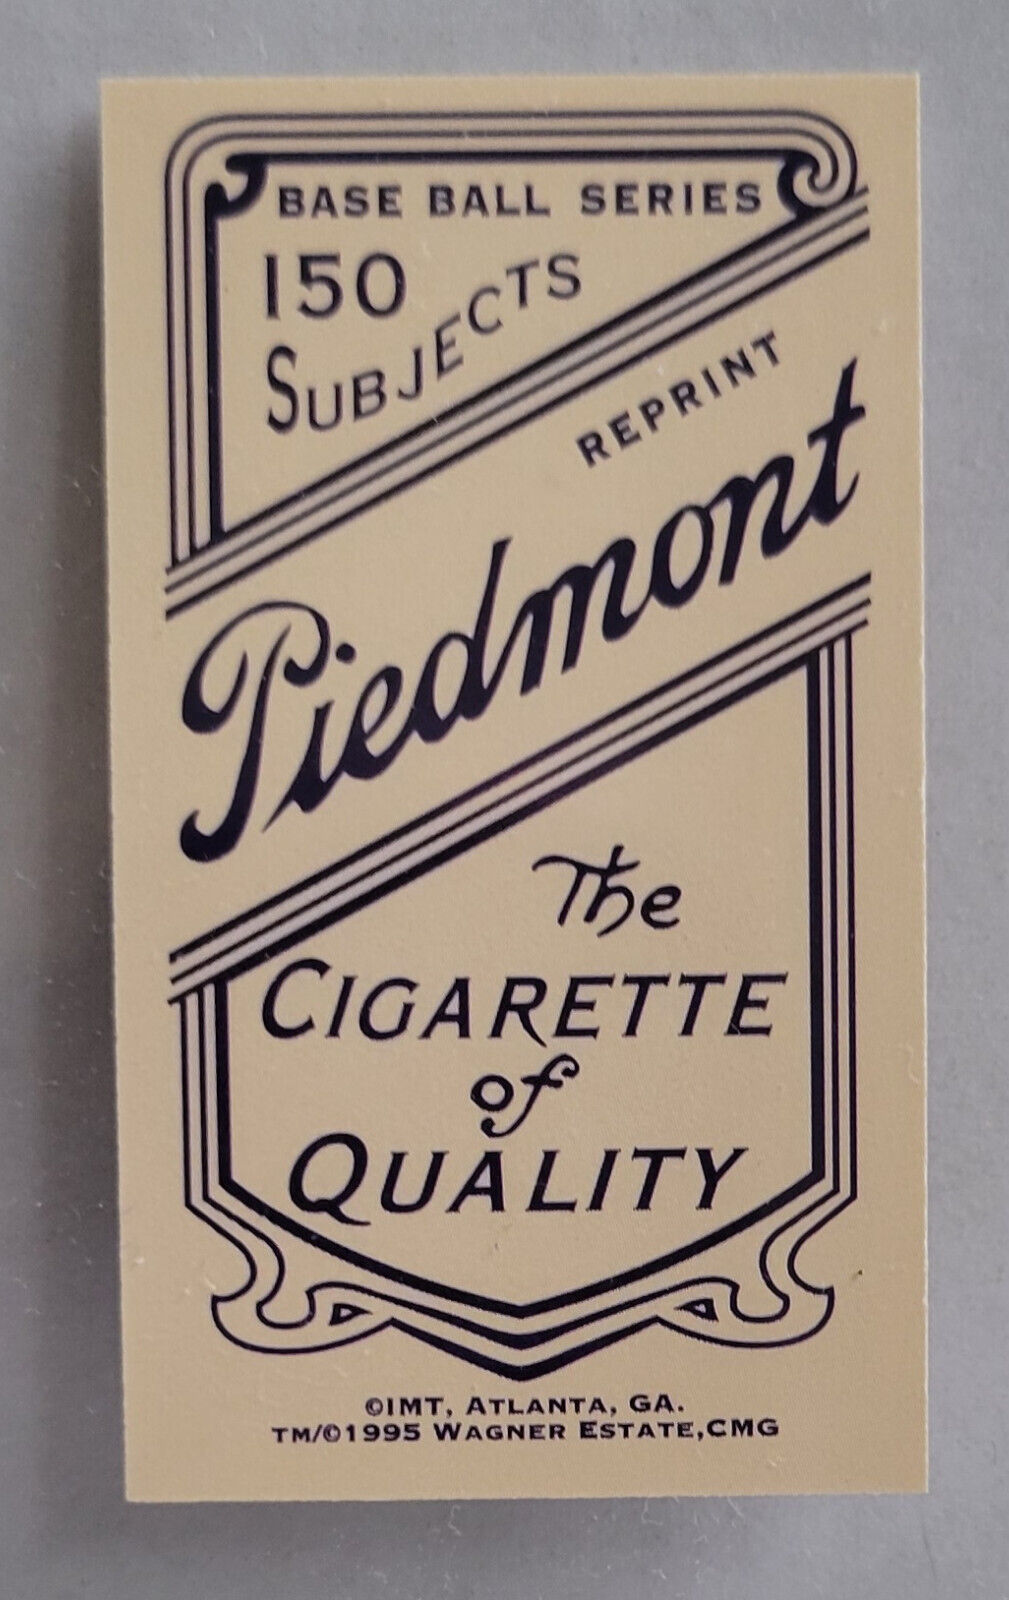 BASE BALL SERIES
150
SUBJECTS
REPRINT
Piedmont
The
CIGARETTE
of
QUALITY
©IMT, ATLANTA, GA.
TM/©1995 WAGNER ESTATE,CMG